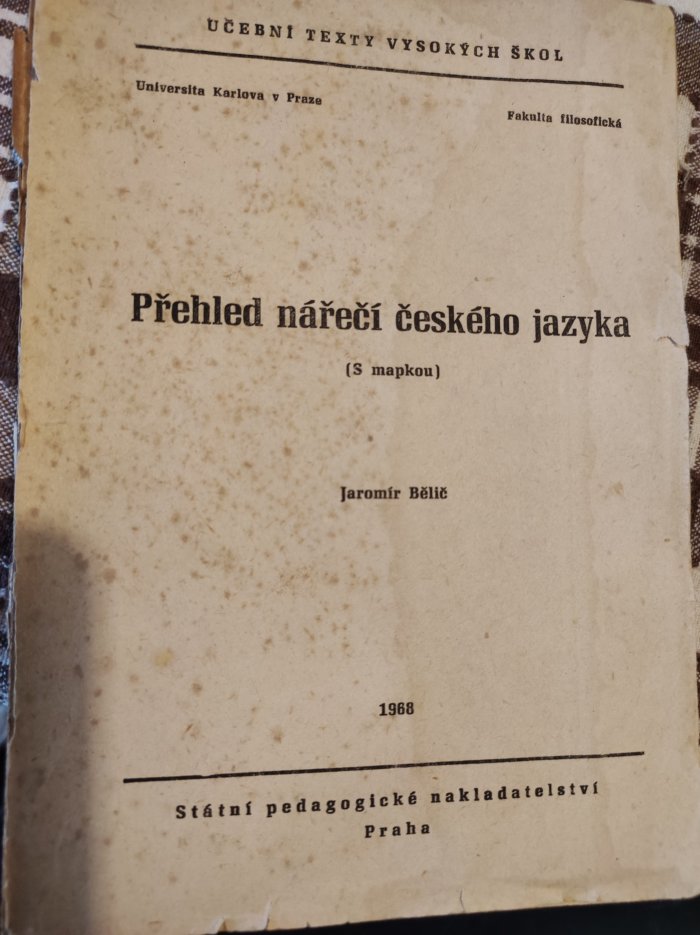 UČEBNÍ TEXTY VYSOKÝCH ŠKOL
Universita Karlova v Praze
Fakulta filosofická
Přehled nářečí českého jazyka
(S mapkou)
Jaromír Bělič
1968
Státní pedagogické nakladatelství
Praha